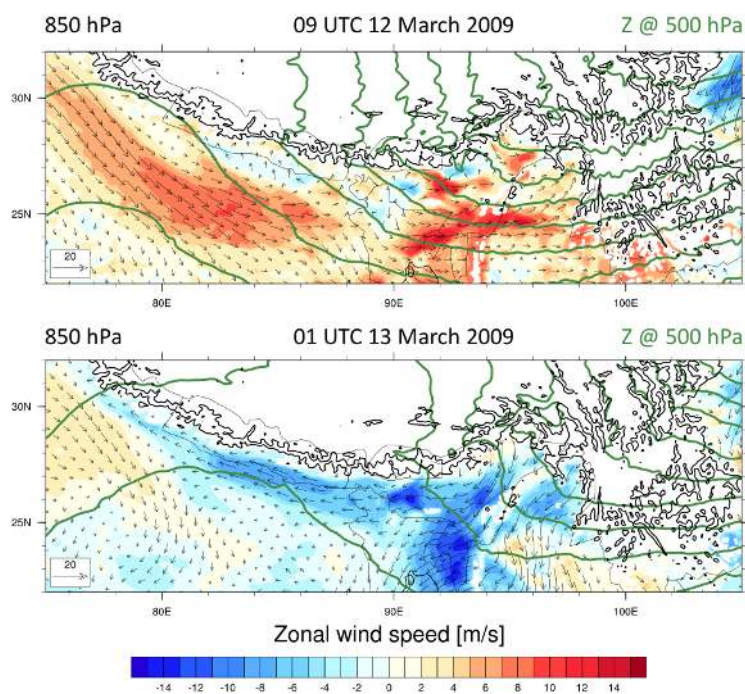 850 hPa 09 UTC 12 March 2009 Z @ 500 hPa
30N
25N
20
80E 90E 100E
850 hPa 01 UTC 13 March 2009 Z @ 500 hPa
30N
25N
20
80E 90E 100E
Zonal wind speed [m/s]
-14 -12 -10 -8 -6 -4 -2 0 2 4 6 8 10 12 14